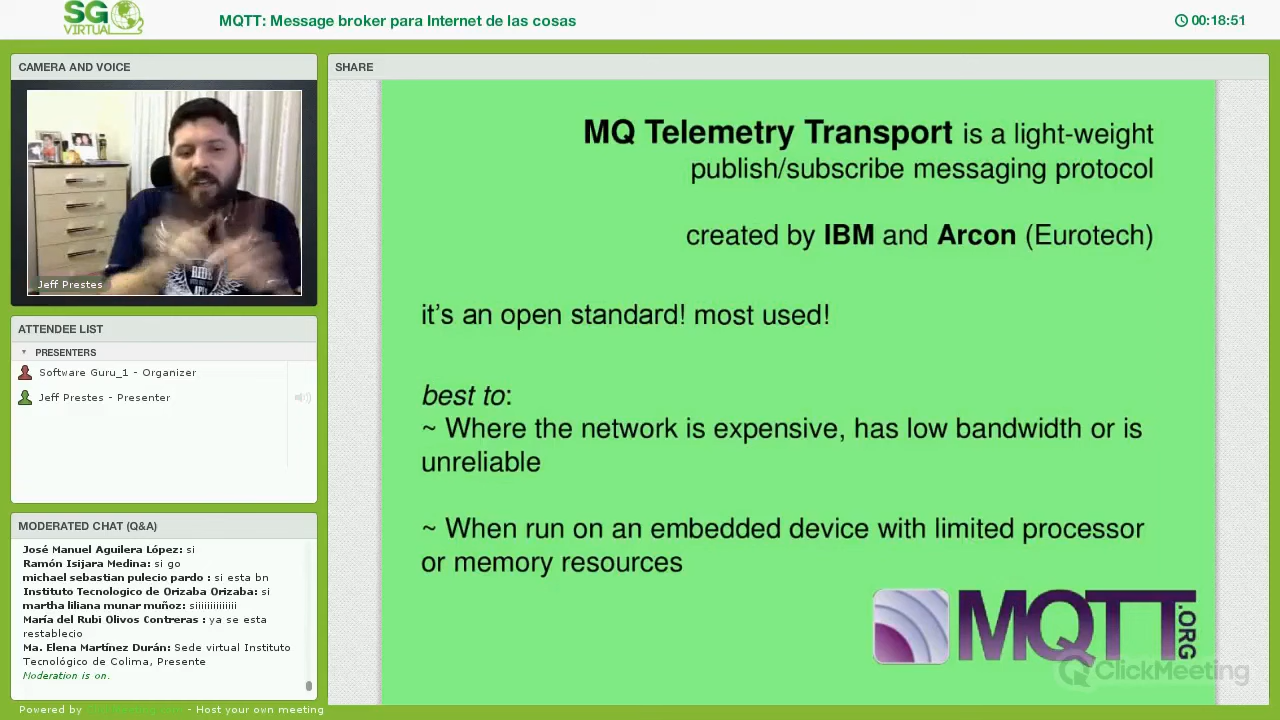 SG
VIRTUAL
MQTT: Message broker para Internet de las cosas
00:18:51
CAMERA AND VOICE
Jeff Prestes
ATTENDEE LIST
PRESENTERS
Software Guru_1 - Organizer
Jeff Prestes - Presenter
MODERATED CHAT (Q&A)
José Manuel Aguilera López: si
Ramón Isijara Medina: si go
michael sebastian pulecio pardo : si esta bn
Instituto Tecnologico de Orizaba Orizaba: si
martha liliana munar muñoz: siiiiiiiiiiiiii
María del Rubi Olivos Contreras : ya se esta
restablecio
Ma. Elena Martínez Durán: Sede virtual Instituto
Tecnológico de Colima, Presente
Moderation is on.
Powered by ClickMeeting.com - Host your own meeting
SHARE
MQ Telemetry Transport is a light-weight
publish/subscribe messaging protocol
created by IBM and Arcon (Eurotech)
it's an open standard! most used!
best to:
~ Where the network is expensive, has low bandwidth or is
unreliable
~ When run on an embedded device with limited processor
or memory resources
MQTT.ORG
ClickMeeting